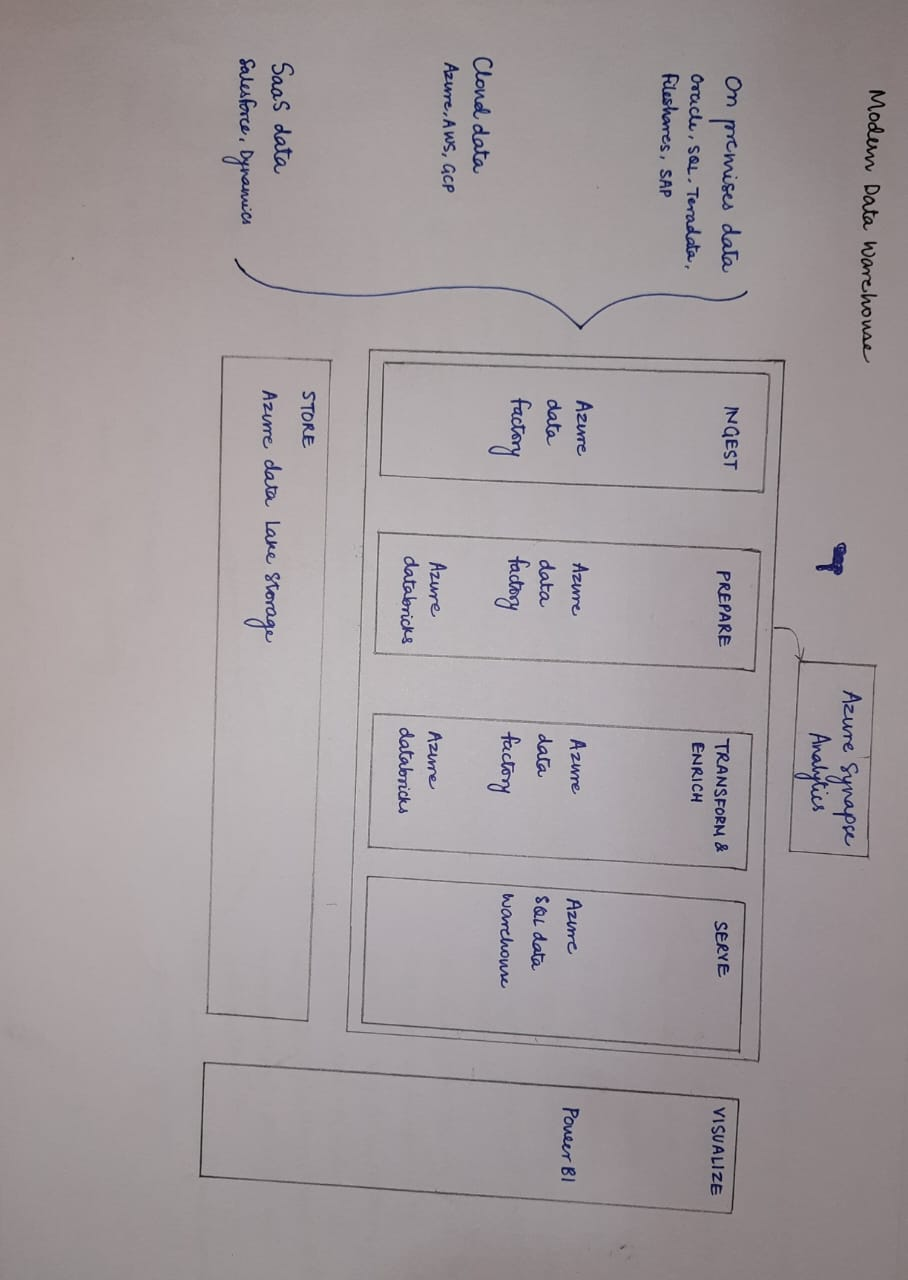 Modern Data Warehouse
Azure Synapse
Analytics
On premises data
Oracle, SQL, Teradata,
Fileshares, SAP
Cloud data
Azure, AWS, GCP
SaaS data
Salesforce, Dynamics
INGEST
Azure
data
factory
PREPARE
Azure
data
factory
Azure
databricks
TRANSFORM &
ENRICH
Azure
data
factory
Azure
databricks
SERVE
Azure
SQL data
warehouse
VISUALIZE
Power BI
STORE
Azure data Lake Storage